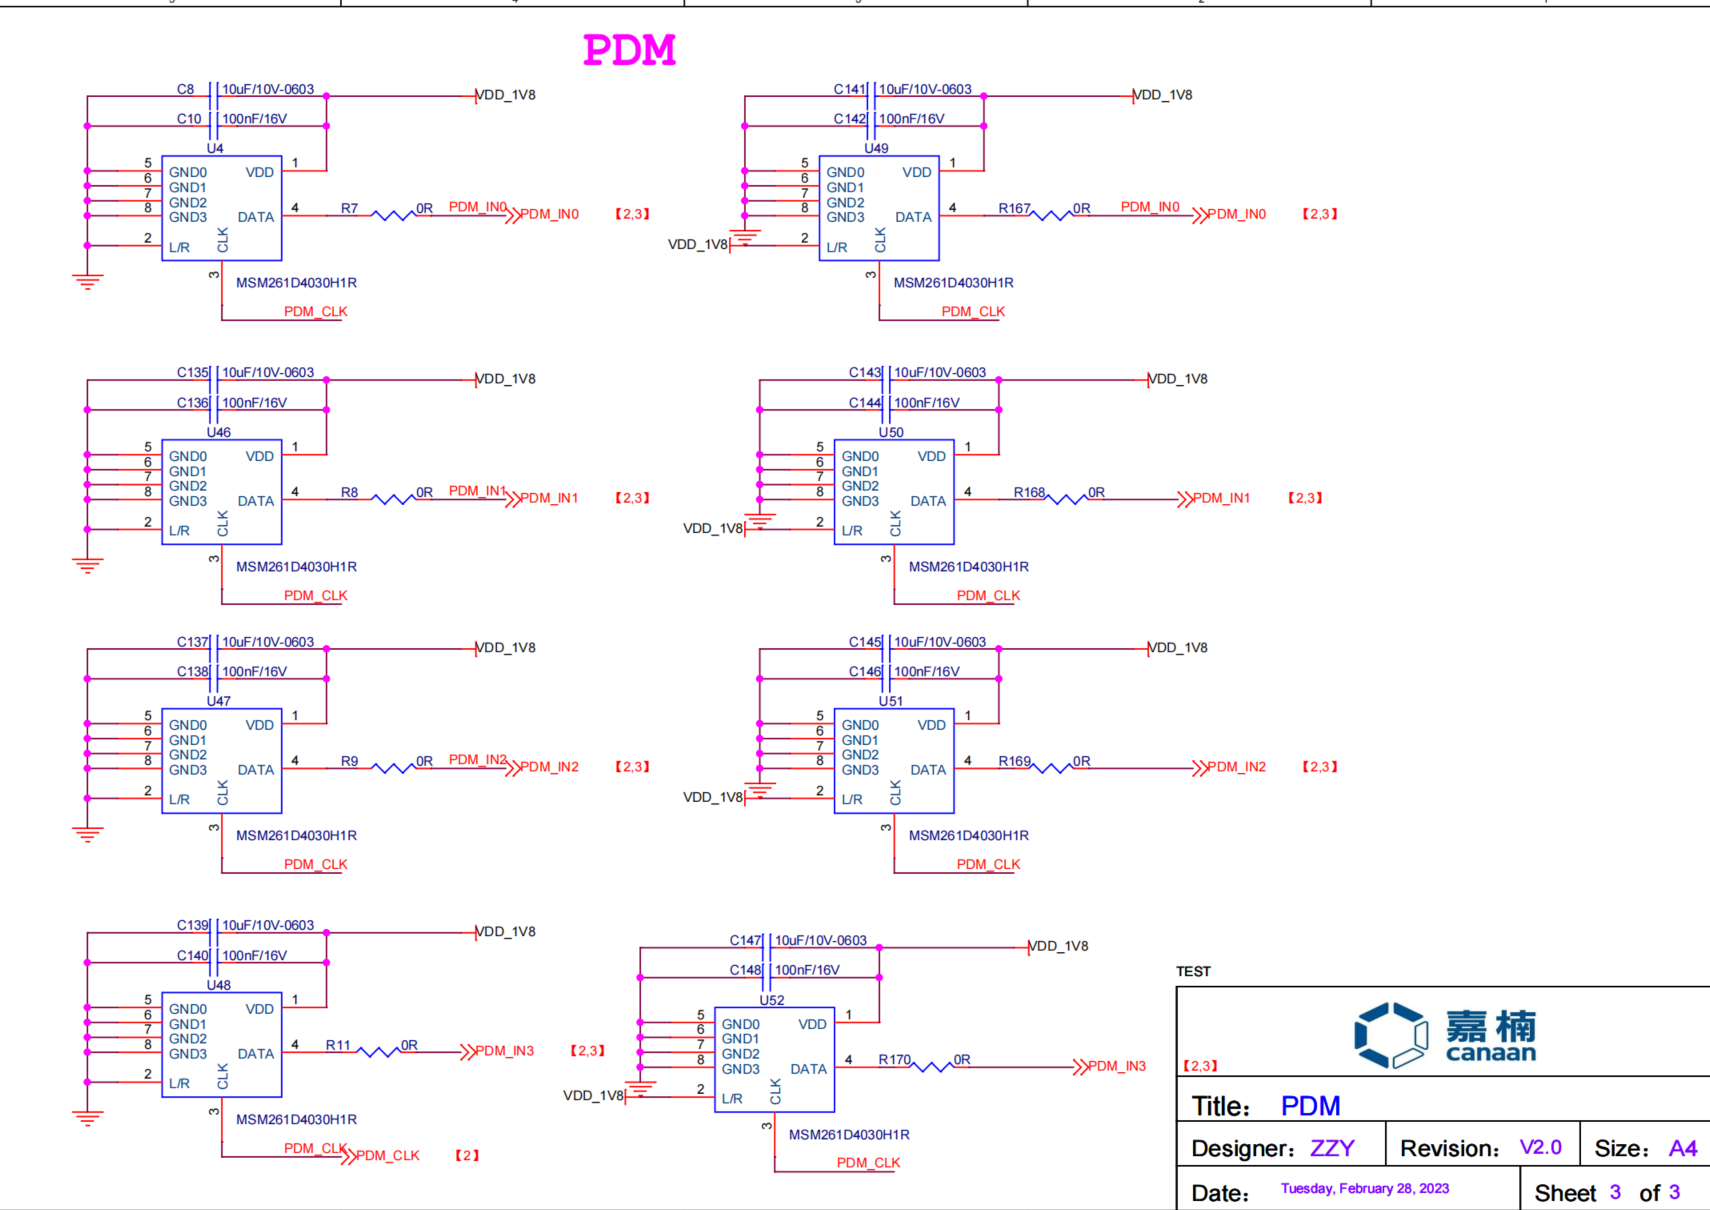 PDM
C8 10uF/10V-0603 VDD_1V8
C10 100nF/16V
U4
5 GND0 VDD 1
6 GND1
7 GND2
8 GND3 DATA 4 R7 0R PDM_IN0 PDM_IN0 【2,3】
2 L/R CLK
3
MSM261D4030H1R
PDM_CLK
C141 10uF/10V-0603 VDD_1V8
C142 100nF/16V
U49
5 GND0 VDD 1
6 GND1
7 GND2
8 GND3 DATA 4 R167 0R PDM_IN0 PDM_IN0 【2,3】
VDD_1V8 2 L/R CLK
3
MSM261D4030H1R
PDM_CLK
C135 10uF/10V-0603 VDD_1V8
C136 100nF/16V
U46
5 GND0 VDD 1
6 GND1
7 GND2
8 GND3 DATA 4 R8 0R PDM_IN1 PDM_IN1 【2,3】
2 L/R CLK
3
MSM261D4030H1R
PDM_CLK
C143 10uF/10V-0603 VDD_1V8
C144 100nF/16V
U50
5 GND0 VDD 1
6 GND1
7 GND2
8 GND3 DATA 4 R168 0R PDM_IN1 【2,3】
VDD_1V8 2 L/R CLK
3
MSM261D4030H1R
PDM_CLK
C137 10uF/10V-0603 VDD_1V8
C138 100nF/16V
U47
5 GND0 VDD 1
6 GND1
7 GND2
8 GND3 DATA 4 R9 0R PDM_IN2 PDM_IN2 【2,3】
2 L/R CLK
3
MSM261D4030H1R
PDM_CLK
C145 10uF/10V-0603 VDD_1V8
C146 100nF/16V
U51
5 GND0 VDD 1
6 GND1
7 GND2
8 GND3 DATA 4 R169 0R PDM_IN2 【2,3】
VDD_1V8 2 L/R CLK
3
MSM261D4030H1R
PDM_CLK
C139 10uF/10V-0603 VDD_1V8
C140 100nF/16V
U48
5 GND0 VDD 1
6 GND1
7 GND2
8 GND3 DATA 4 R11 0R PDM_IN3 【2,3】
2 L/R CLK
3
MSM261D4030H1R
PDM_CLK PDM_CLK 【2】
C147 10uF/10V-0603 VDD_1V8
C148 100nF/16V
U52
5 GND0 VDD 1
6 GND1
7 GND2
8 GND3 DATA 4 R170 0R PDM_IN3 【2,3】
VDD_1V8 2 L/R CLK
3
MSM261D4030H1R
PDM_CLK
TEST
嘉楠
canaan
Title: PDM
Designer: ZZY Revision: V2.0 Size: A4
Date: Tuesday, February 28, 2023 Sheet 3 of 3